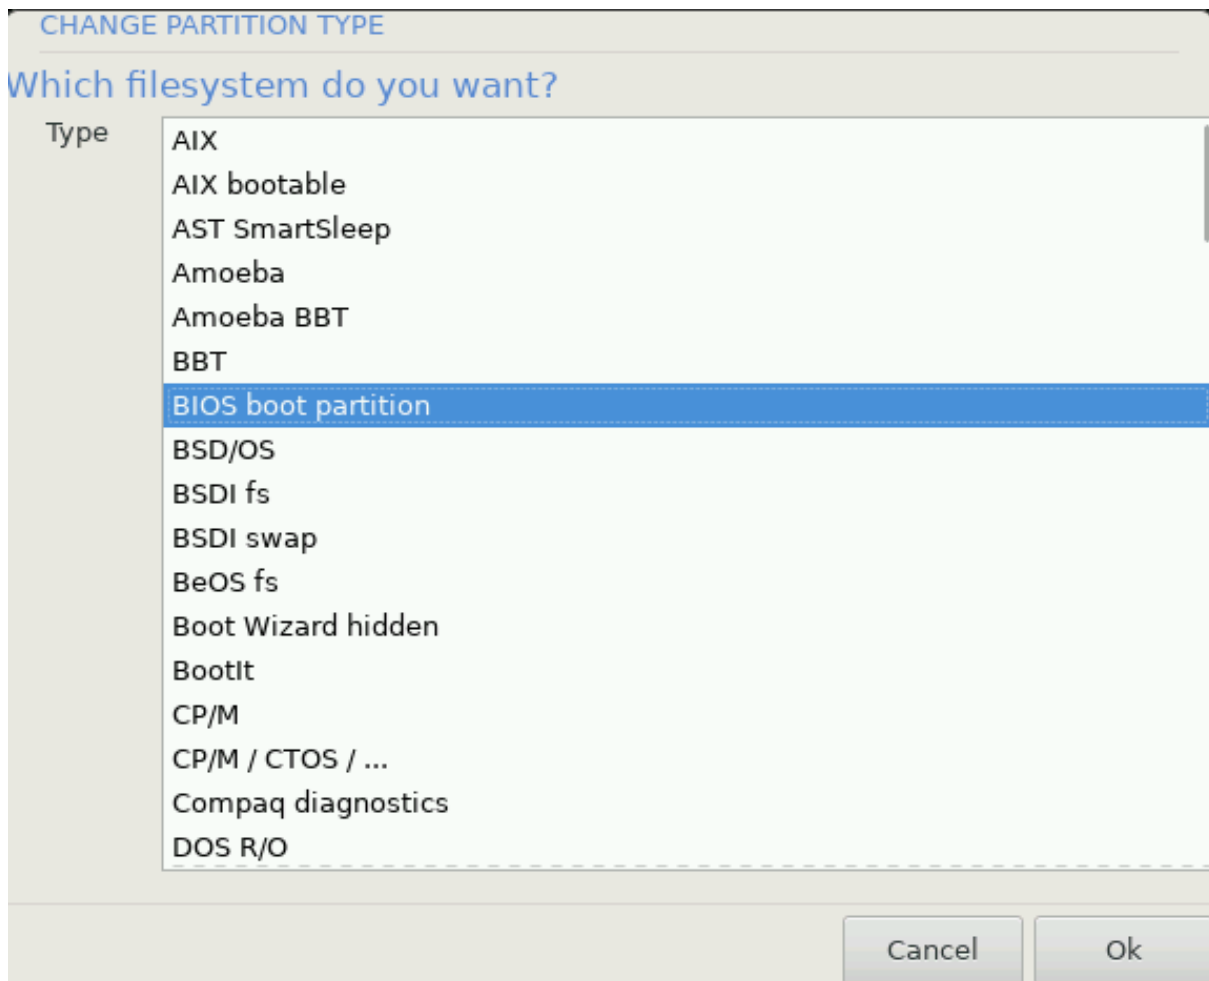 CHANGE PARTITION TYPE
Which filesystem do you want?
Type
AIX
AIX bootable
AST SmartSleep
Amoeba
Amoeba BBT
BBT
BIOS boot partition
BSD/OS
BSDI fs
BSDI swap
BeOS fs
Boot Wizard hidden
BootIt
CP/M
CP/M / CTOS / ...
Compaq diagnostics
DOS R/O
Cancel Ok